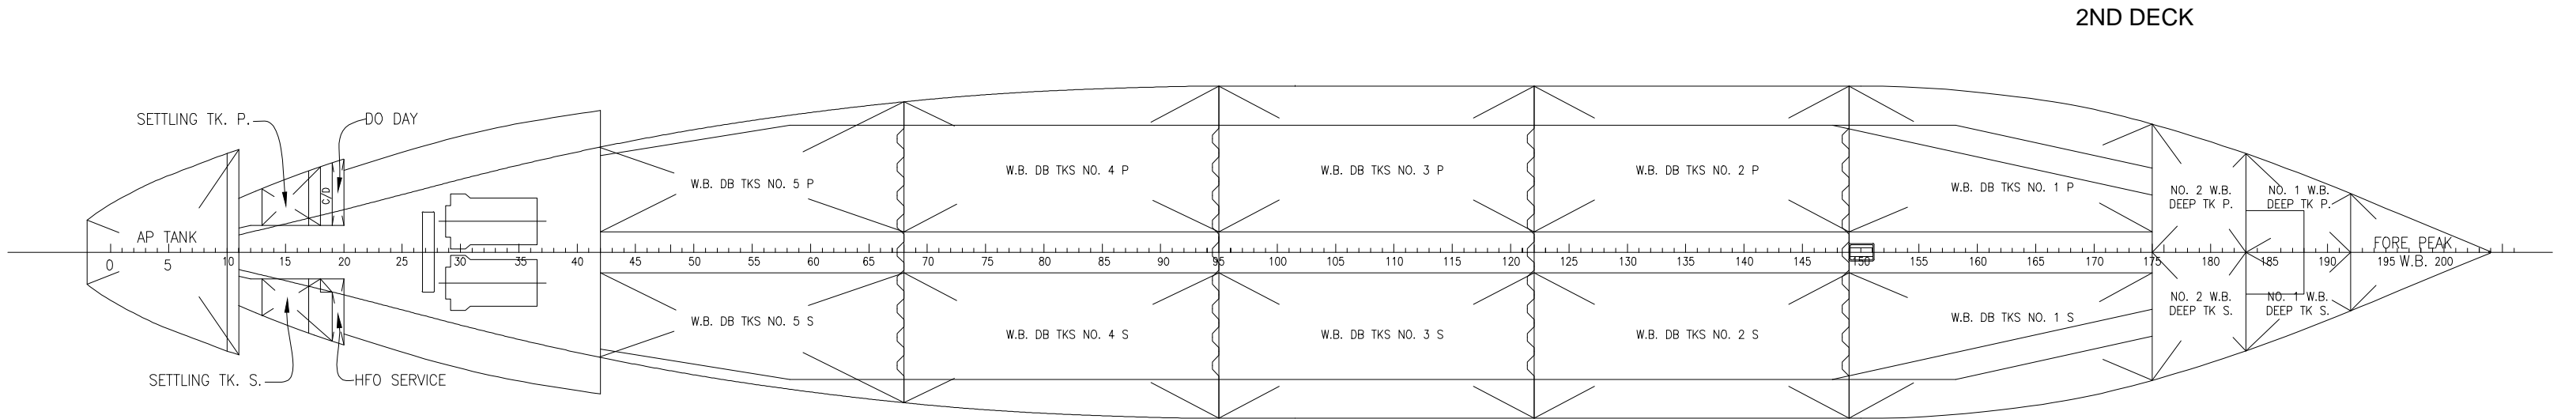 2ND DECK
SETTLING TK. P.
DO DAY
C/D
AP TANK
W.B. DB TKS NO. 5 P
W.B. DB TKS NO. 4 P
W.B. DB TKS NO. 3 P
W.B. DB TKS NO. 2 P
W.B. DB TKS NO. 1 P
NO. 2 W.B.
DEEP TK P.
NO. 1 W.B.
DEEP TK P.
FORE PEAK
W.B.
0 5 10 15 20 25 30 35 40 45 50 55 60 65 70 75 80 85 90 95 100 105 110 115 120 125 130 135 140 145 150 155 160 165 170 175 180 185 190 195 200
W.B. DB TKS NO. 5 S
W.B. DB TKS NO. 4 S
W.B. DB TKS NO. 3 S
W.B. DB TKS NO. 2 S
W.B. DB TKS NO. 1 S
NO. 2 W.B.
DEEP TK S.
NO. 1 W.B.
DEEP TK S.
SETTLING TK. S.
HFO SERVICE